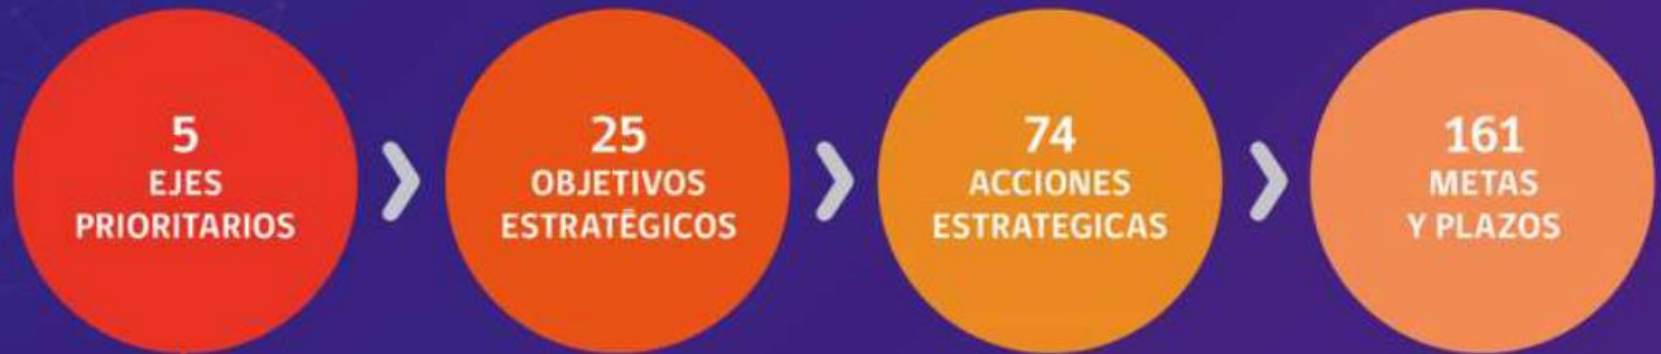 5
EJES
PRIORITARIOS
25
OBJETIVOS
ESTRATÉGICOS
74
ACCIONES
ESTRATEGICAS
161
METAS
Y PLAZOS